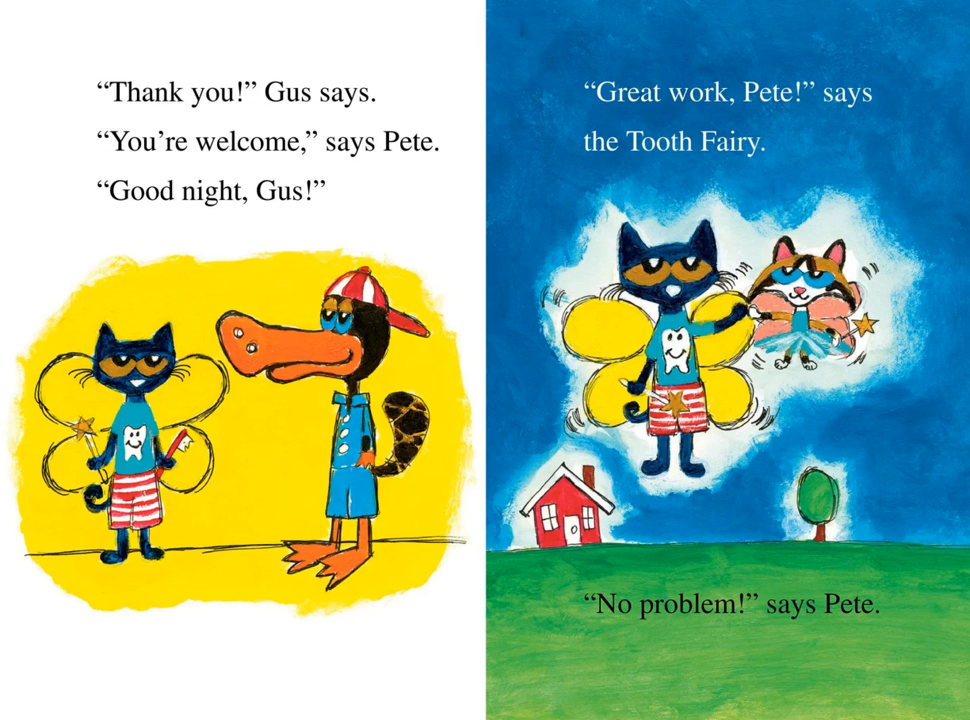 “Thank you!” Gus says.
“You’re welcome,” says Pete.
“Good night, Gus!”
“Great work, Pete!” says
the Tooth Fairy.
“No problem!” says Pete.